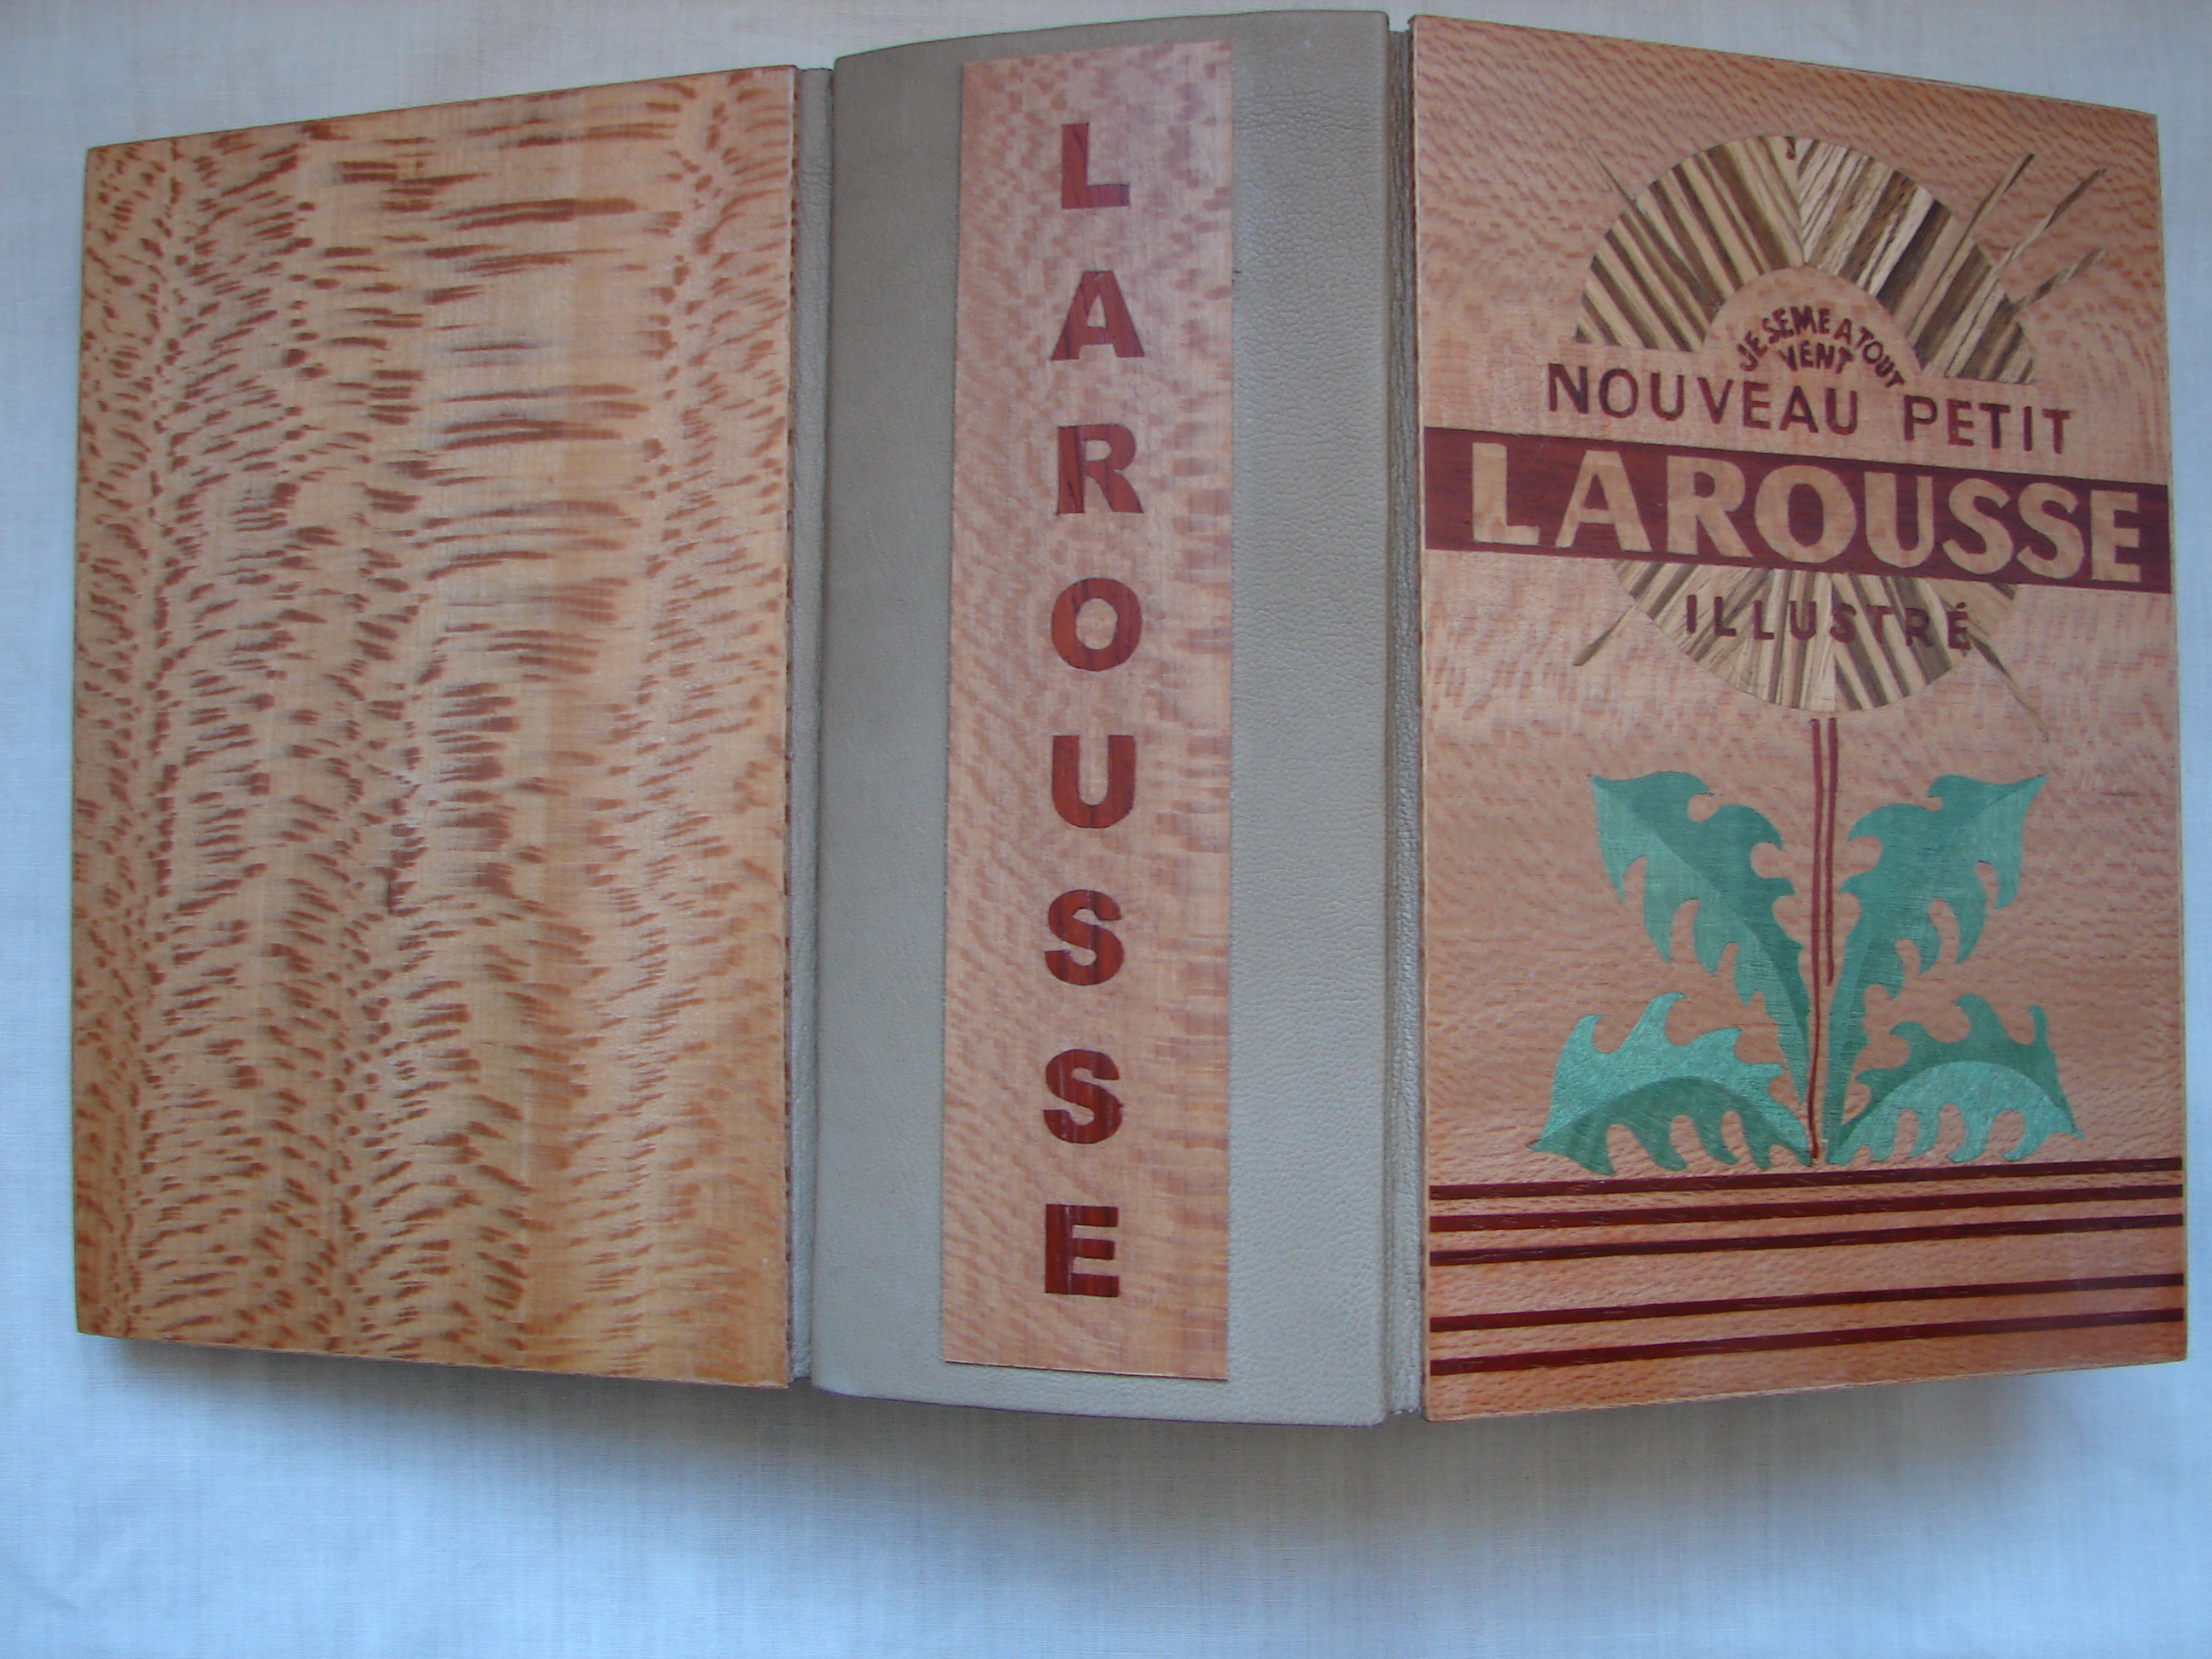 LAROUSSE
JE SEME A TOUT
VENT
NOUVEAU PETIT
LAROUSSE
ILLUSTRÉ